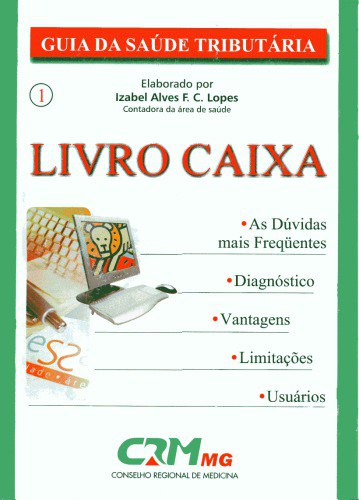 GUIA DA SAÚDE TRIBUTÁRIA
Elaborado por
1
Izabel Alves F. C. Lopes
Contadora da área de saúde
LIVRO CAIXA
•As Dúvidas
mais Freqüentes
•Diagnóstico
•Vantagens
•Limitações
•Usuários
CRM MG
CONSELHO REGIONAL DE MEDICINA